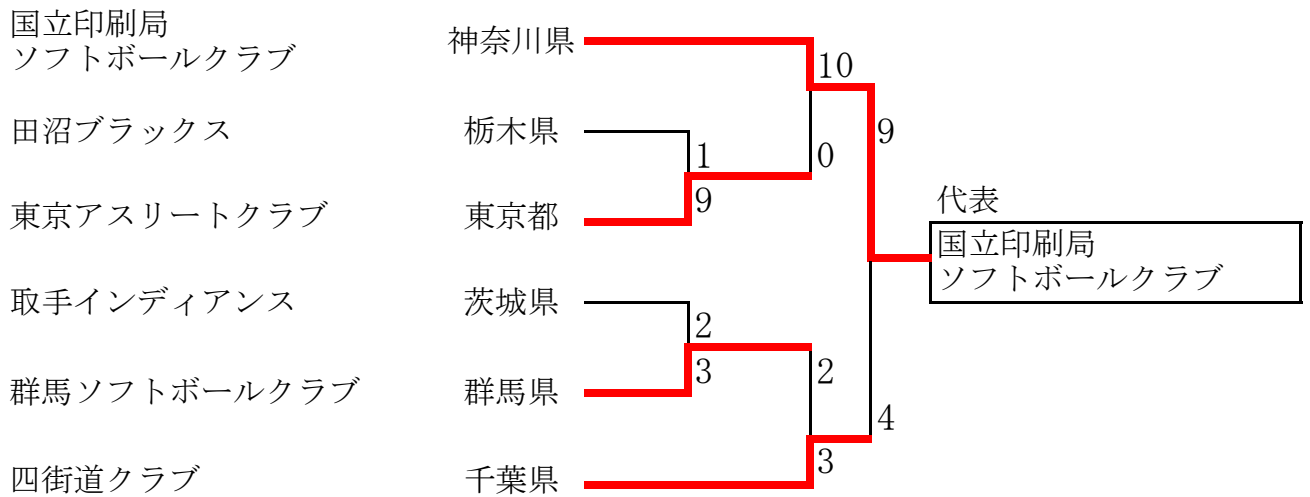 国立印刷局
ソフトボールクラブ
神奈川県
10
田沼ブラックス
栃木県
9
1
0
東京アスリートクラブ
東京都
9
代表
国立印刷局
ソフトボールクラブ
取手インディアンス
茨城県
2
群馬ソフトボールクラブ
群馬県
3
2
4
四街道クラブ
千葉県
3